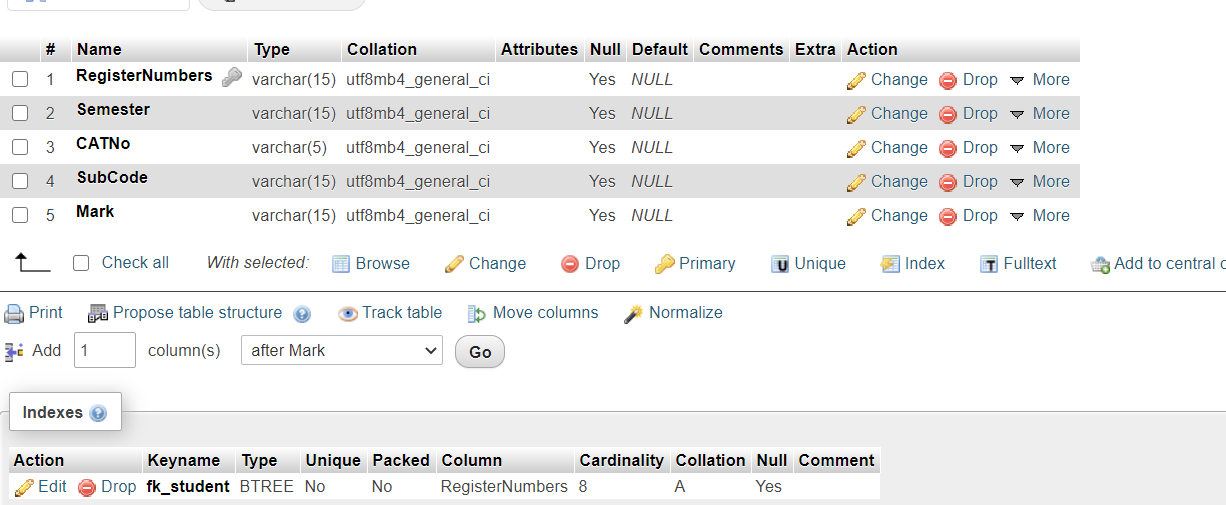 # Name Type Collation Attributes Null Default Comments Extra Action
1 RegisterNumbers varchar(15) utf8mb4_general_ci Yes NULL Change Drop More
2 Semester varchar(15) utf8mb4_general_ci Yes NULL Change Drop More
3 CATNo varchar(5) utf8mb4_general_ci Yes NULL Change Drop More
4 SubCode varchar(15) utf8mb4_general_ci Yes NULL Change Drop More
5 Mark varchar(15) utf8mb4_general_ci Yes NULL Change Drop More
Check all With selected: Browse Change Drop Primary Unique Index Fulltext Add to central c
Print Propose table structure Track table Move columns Normalize
Add 1 column(s) after Mark Go
Indexes
Action Keyname Type Unique Packed Column Cardinality Collation Null Comment
Edit Drop fk_student BTREE No No RegisterNumbers 8 A Yes